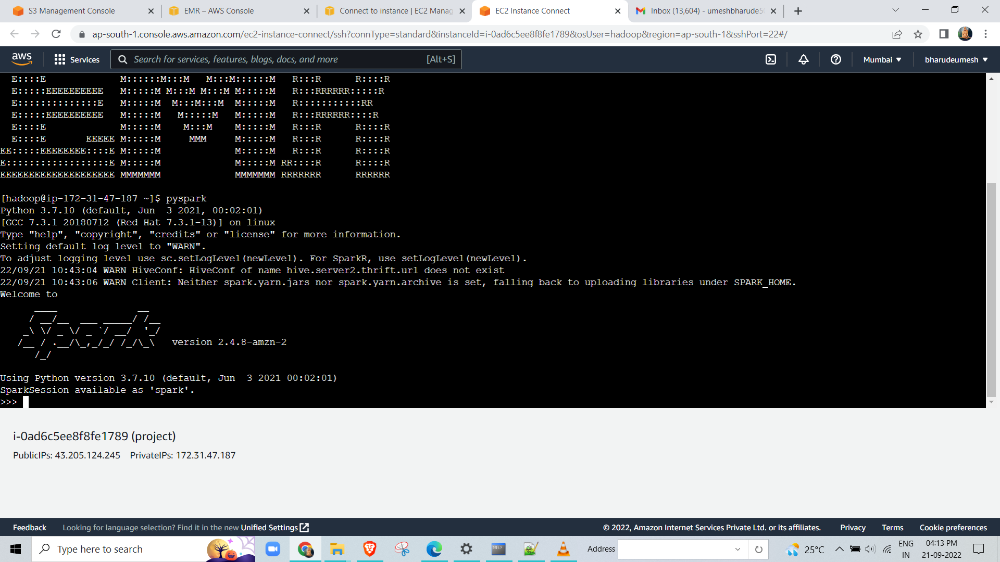 S3 Management Console
EMR – AWS Console
Connect to instance | EC2 Manag
EC2 Instance Connect
Inbox (13,604) - umeshbharude5
ap-south-1.console.aws.amazon.com/ec2-instance-connect/ssh?connType=standard&instanceId=i-0ad6c5ee8f8fe1789&osUser=hadoop&region=ap-south-1&sshPort=22#/
aws
Services
Search for services, features, blogs, docs, and more
[Alt+S]
Mumbai ▼
bharudeumesh ▼
  E::::E             M::::::M:::M   M:::M::::::M   R:::R      R::::R
  E:::::EEEEEEEEEE   M:::::M M:::M M:::M M:::::M   R:::RRRRRR:::::R
  E::::::::::::::E   M:::::M  M:::M:::M  M:::::M   R:::::::::::RR
  E:::::EEEEEEEEEE   M:::::M   M:::::M   M:::::M   R:::RRRRRR::::R
  E::::E             M:::::M    M:::M    M:::::M   R:::R      R::::R
  E::::E       EEEEE M:::::M     MMM     M:::::M   R:::R      R::::R
EE:::::EEEEEEEE::::E M:::::M             M:::::M   R:::R      R::::R
E::::::::::::::::::E M:::::M             M:::::M RR::::R      R::::R
EEEEEEEEEEEEEEEEEEEE MMMMMMM             MMMMMMM RRRRRRR      RRRRRR
[hadoop@ip-172-31-47-187 ~]$ pyspark
Python 3.7.10 (default, Jun  3 2021, 00:02:01)
[GCC 7.3.1 20180712 (Red Hat 7.3.1-13)] on linux
Type "help", "copyright", "credits" or "license" for more information.
Setting default log level to "WARN".
To adjust logging level use sc.setLogLevel(newLevel). For SparkR, use setLogLevel(newLevel).
22/09/21 10:43:04 WARN HiveConf: HiveConf of name hive.server2.thrift.url does not exist
22/09/21 10:43:06 WARN Client: Neither spark.yarn.jars nor spark.yarn.archive is set, falling back to uploading libraries under SPARK_HOME.
Welcome to
      ____              __
     / __/__  ___ _____/ /__
    _\ \/ _ \/ _ `/ __/  '_/
   /__ / .__/\_,_/_/ /_/\_\   version 2.4.8-amzn-2
      /_/
Using Python version 3.7.10 (default, Jun  3 2021 00:02:01)
SparkSession available as 'spark'.
>>>
i-0ad6c5ee8f8fe1789 (project)
PublicIPs: 43.205.124.245 PrivateIPs: 172.31.47.187
Feedback
Looking for language selection? Find it in the new Unified Settings
© 2022, Amazon Internet Services Private Ltd. or its affiliates.
Privacy
Terms
Cookie preferences
Type here to search
SQL>
Address
25°C
ENG
IN
04:13 PM
21-09-2022